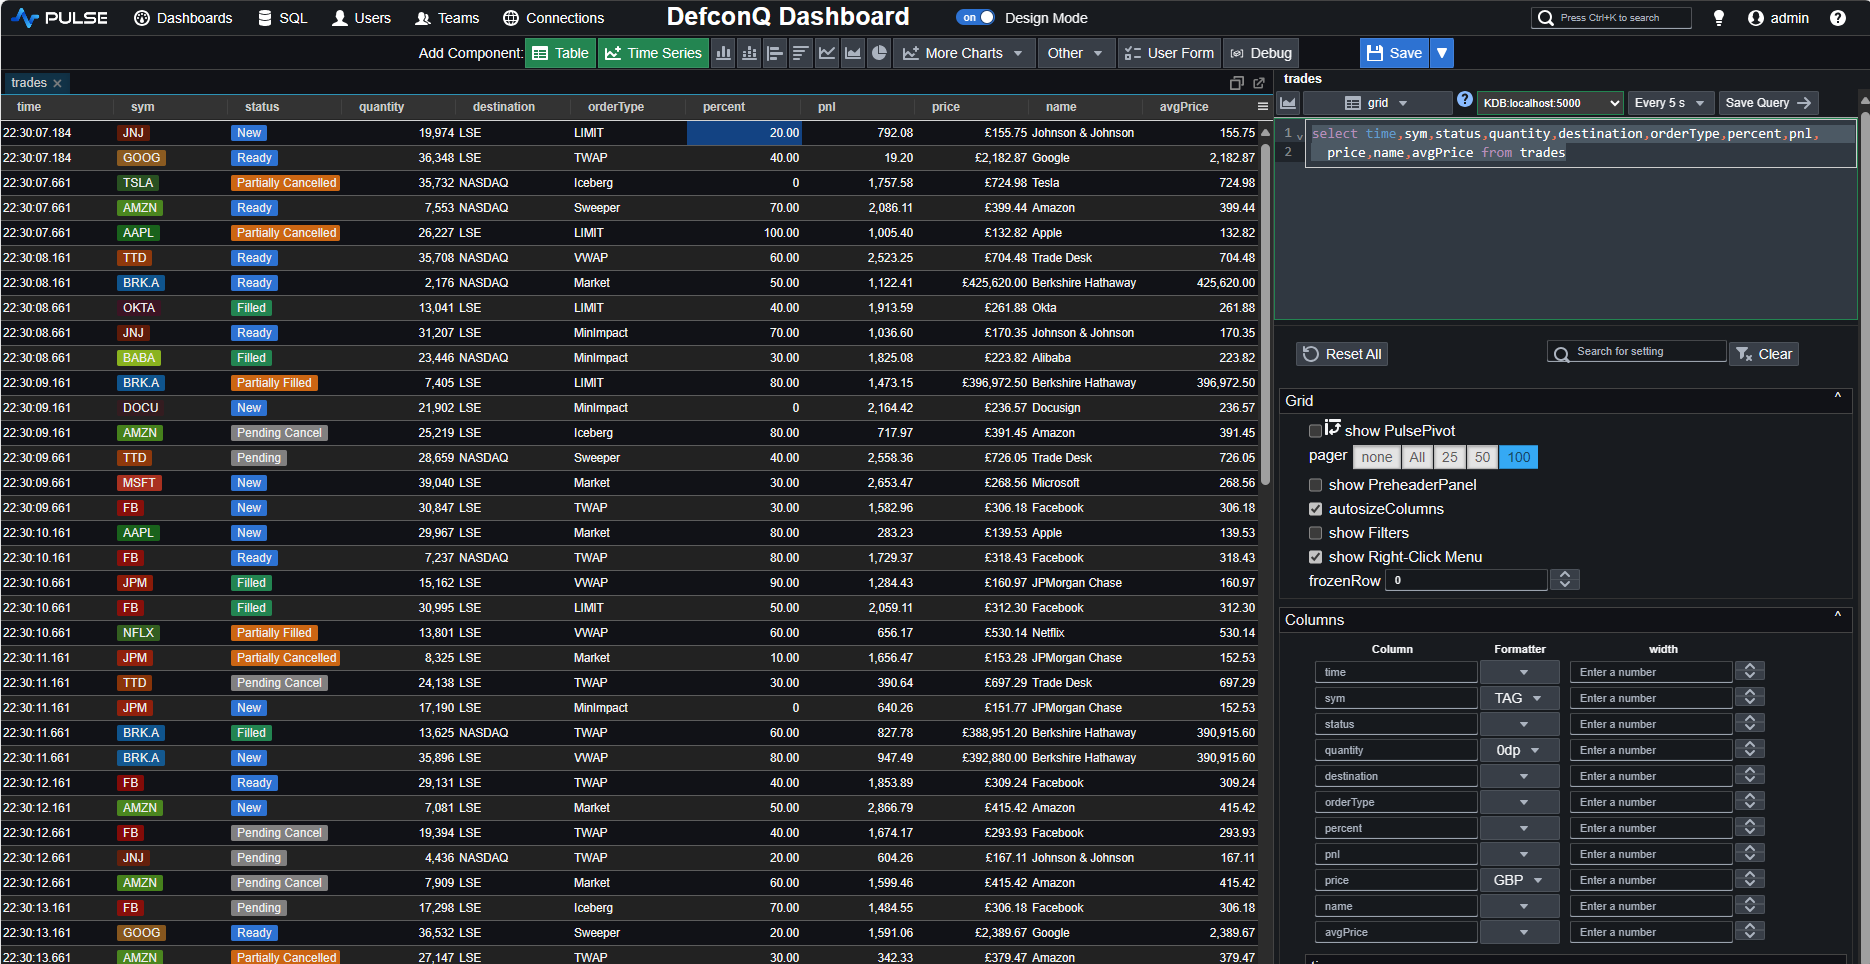 PULSE Dashboards SQL Users Teams Connections DefconQ Dashboard on Design Mode Press Ctrl+K to search admin
Add Component: Table Time Series More Charts Other User Form Debug Save
trades
time sym status quantity destination orderType percent pnl price name avgPrice
22:30:07.184 JNJ New 19,974 LSE LIMIT 20.00 792.08 £155.75 Johnson & Johnson 155.75
22:30:07.184 GOOG Ready 36,348 LSE TWAP 40.00 19.20 £2,182.87 Google 2,182.87
22:30:07.661 TSLA Partially Cancelled 35,732 NASDAQ Iceberg 0 1,757.58 £724.98 Tesla 724.98
22:30:07.661 AMZN Ready 7,553 NASDAQ Sweeper 70.00 2,086.11 £399.44 Amazon 399.44
22:30:07.661 AAPL Partially Cancelled 26,227 LSE LIMIT 100.00 1,005.40 £132.82 Apple 132.82
22:30:08.161 TTD Ready 35,708 NASDAQ VWAP 60.00 2,523.25 £704.48 Trade Desk 704.48
22:30:08.161 BRK.A Ready 2,176 NASDAQ Market 50.00 1,122.41 £425,620.00 Berkshire Hathaway 425,620.00
22:30:08.661 OKTA Filled 13,041 LSE LIMIT 40.00 1,913.59 £261.88 Okta 261.88
22:30:08.661 JNJ Ready 31,207 LSE MinImpact 70.00 1,036.60 £170.35 Johnson & Johnson 170.35
22:30:08.661 BABA Filled 23,446 NASDAQ MinImpact 30.00 1,825.08 £223.82 Alibaba 223.82
22:30:09.161 BRK.A Partially Filled 7,405 LSE LIMIT 80.00 1,473.15 £396,972.50 Berkshire Hathaway 396,972.50
22:30:09.161 DOCU New 21,902 LSE MinImpact 0 2,164.42 £236.57 Docusign 236.57
22:30:09.161 AMZN Pending Cancel 25,219 LSE Iceberg 80.00 717.97 £391.45 Amazon 391.45
22:30:09.661 TTD Pending 28,659 NASDAQ Sweeper 40.00 2,558.36 £726.05 Trade Desk 726.05
22:30:09.661 MSFT New 39,040 LSE Market 30.00 2,653.47 £268.56 Microsoft 268.56
22:30:09.661 FB New 30,847 LSE TWAP 30.00 1,582.96 £306.18 Facebook 306.18
22:30:10.161 AAPL New 29,967 LSE Market 80.00 283.23 £139.53 Apple 139.53
22:30:10.161 FB Ready 7,237 NASDAQ TWAP 80.00 1,729.37 £318.43 Facebook 318.43
22:30:10.661 JPM Filled 15,162 LSE VWAP 90.00 1,284.43 £160.97 JPMorgan Chase 160.97
22:30:10.661 FB Filled 30,995 LSE LIMIT 50.00 2,059.11 £312.30 Facebook 312.30
22:30:10.661 NFLX Partially Filled 13,801 LSE VWAP 60.00 656.17 £530.14 Netflix 530.14
22:30:11.161 JPM Partially Cancelled 8,325 LSE Market 10.00 1,656.47 £153.28 JPMorgan Chase 152.53
22:30:11.161 TTD Pending Cancel 24,138 LSE TWAP 30.00 390.64 £697.29 Trade Desk 697.29
22:30:11.161 JPM New 17,190 LSE MinImpact 0 640.26 £151.77 JPMorgan Chase 152.53
22:30:11.661 BRK.A Filled 13,625 NASDAQ TWAP 60.00 827.78 £388,951.20 Berkshire Hathaway 390,915.60
22:30:11.661 BRK.A New 35,896 LSE VWAP 80.00 947.49 £392,880.00 Berkshire Hathaway 390,915.60
22:30:12.161 FB Ready 29,131 LSE TWAP 40.00 1,853.89 £309.24 Facebook 309.24
22:30:12.161 AMZN New 7,081 LSE Market 50.00 2,866.79 £415.42 Amazon 415.42
22:30:12.661 FB Pending Cancel 19,394 LSE TWAP 40.00 1,674.17 £293.93 Facebook 293.93
22:30:12.661 JNJ Pending 4,436 NASDAQ TWAP 20.00 604.26 £167.11 Johnson & Johnson 167.11
22:30:12.661 AMZN Pending Cancel 7,909 LSE Market 60.00 1,599.46 £415.42 Amazon 415.42
22:30:13.161 FB Pending 17,298 LSE Iceberg 70.00 1,484.55 £306.18 Facebook 306.18
22:30:13.161 GOOG Ready 36,532 LSE Sweeper 20.00 1,591.06 £2,389.67 Google 2,389.67
22:30:13.661 AMZN Partially Cancelled 27,147 LSE TWAP 30.00 342.33 £379.47 Amazon 379.47
trades
grid KDB:localhost:5000 Every 5 s Save Query
1 select time,sym,status,quantity,destination,orderType,percent,pnl,
2 price,name,avgPrice from trades
Reset All Search for setting Clear
Grid
show PulsePivot
pager none All 25 50 100
show PreheaderPanel
autosizeColumns
show Filters
show Right-Click Menu
frozenRow 0
Columns
Column Formatter width
time Enter a number
sym TAG Enter a number
status Enter a number
quantity 0dp Enter a number
destination Enter a number
orderType Enter a number
percent Enter a number
pnl Enter a number
price GBP Enter a number
name Enter a number
avgPrice Enter a number